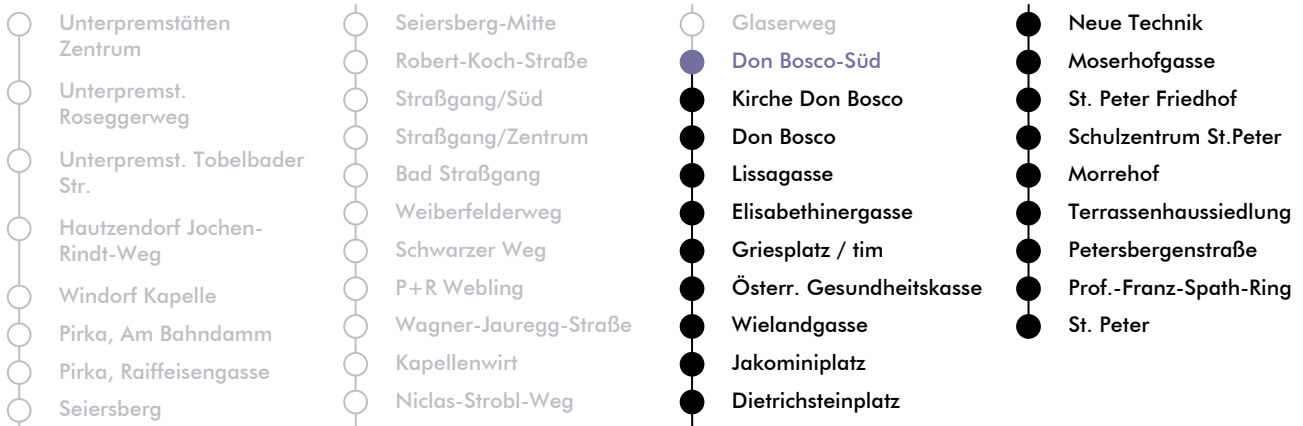 Unterpremstätten
Zentrum
Unterpremst.
Roseggerweg
Unterpremst. Tobelbader
Str.
Hautzendorf Jochen-
Rindt-Weg
Windorf Kapelle
Pirka, Am Bahndamm
Pirka, Raiffeisengasse
Seiersberg
Seiersberg-Mitte
Robert-Koch-Straße
Straßgang/Süd
Straßgang/Zentrum
Bad Straßgang
Weiberfelderweg
Schwarzer Weg
P+R Webling
Wagner-Jauregg-Straße
Kapellenwirt
Niclas-Strobl-Weg
Glaserweg
Don Bosco-Süd
Kirche Don Bosco
Don Bosco
Lissagasse
Elisabethinergasse
Griesplatz / tim
Österr. Gesundheitskasse
Wielandgasse
Jakominiplatz
Dietrichsteinplatz
Neue Technik
Moserhofgasse
St. Peter Friedhof
Schulzentrum St.Peter
Morrehof
Terrassenhaussiedlung
Petersbergenstraße
Prof.-Franz-Spath-Ring
St. Peter